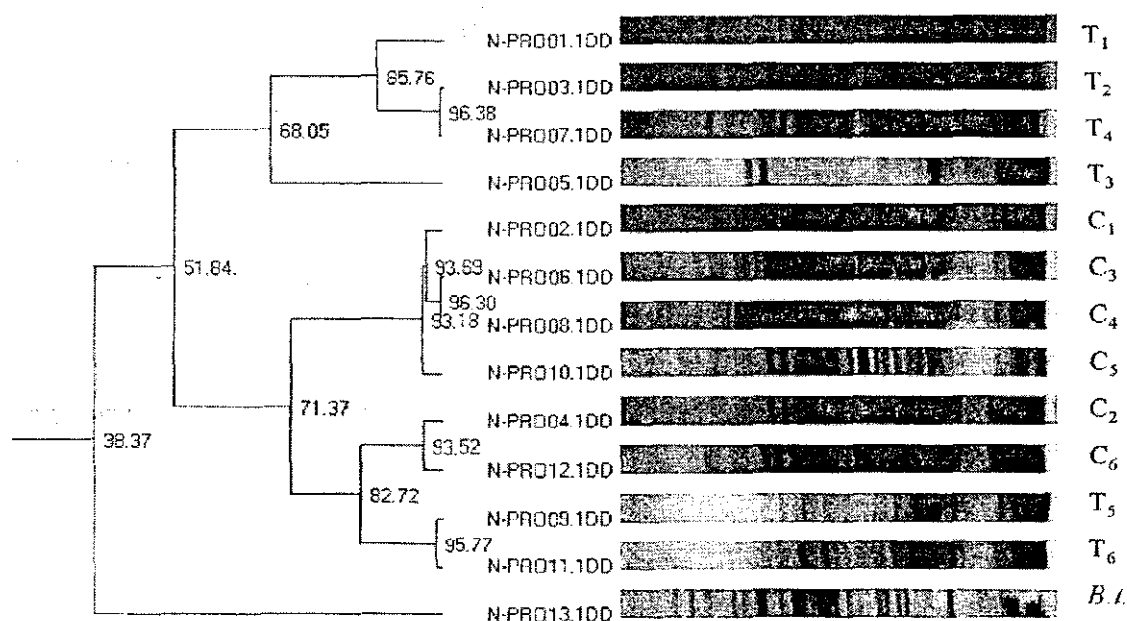 N-PRO01.1DD T1
85.76 N-PRO03.1DD T2
96.38
68.05 N-PRO07.1DD T4
N-PRO05.1DD T3
N-PRO02.1DD C1
51.84. 93.69 N-PRO06.1DD C3
96.30
93.18 N-PRO08.1DD C4
N-PRO10.1DD C5
71.37 N-PRO04.1DD C2
38.37 93.52 N-PRO12.1DD C6
82.72 N-PRO09.1DD T5
95.77 N-PRO11.1DD T6
N-PRO13.1DD B.t.